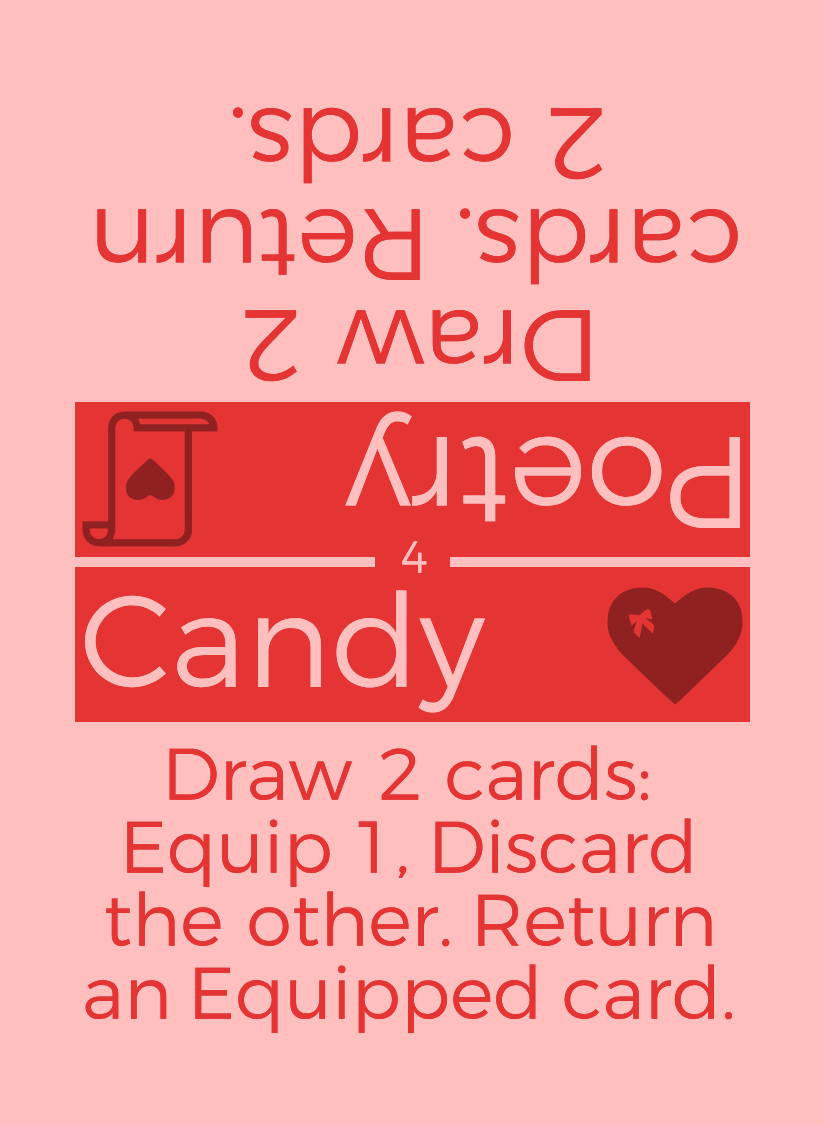 Draw 2
cards. Return
2 cards.
Poetry
4
Candy
Draw 2 cards:
Equip 1, Discard
the other. Return
an Equipped card.